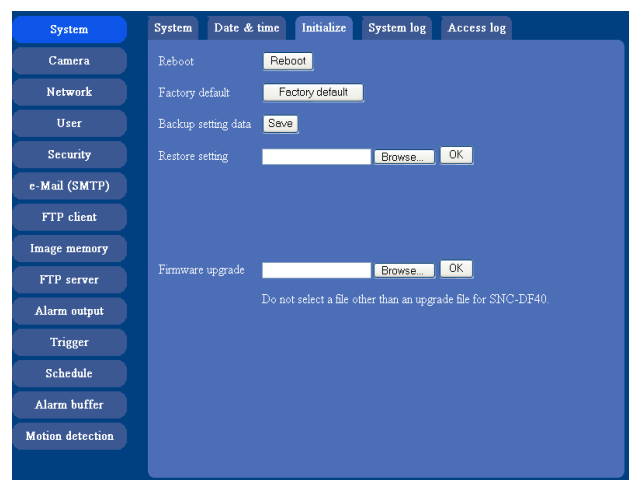 System
Camera
Network
User
Security
e-Mail (SMTP)
FTP client
Image memory
FTP server
Alarm output
Trigger
Schedule
Alarm buffer
Motion detection
System Date & time Initialize System log Access log
Reboot Reboot
Factory default Factory default
Backup setting data Save
Restore setting Browse... OK
Firmware upgrade Browse... OK
Do not select a file other than an upgrade file for SNC-DF40.